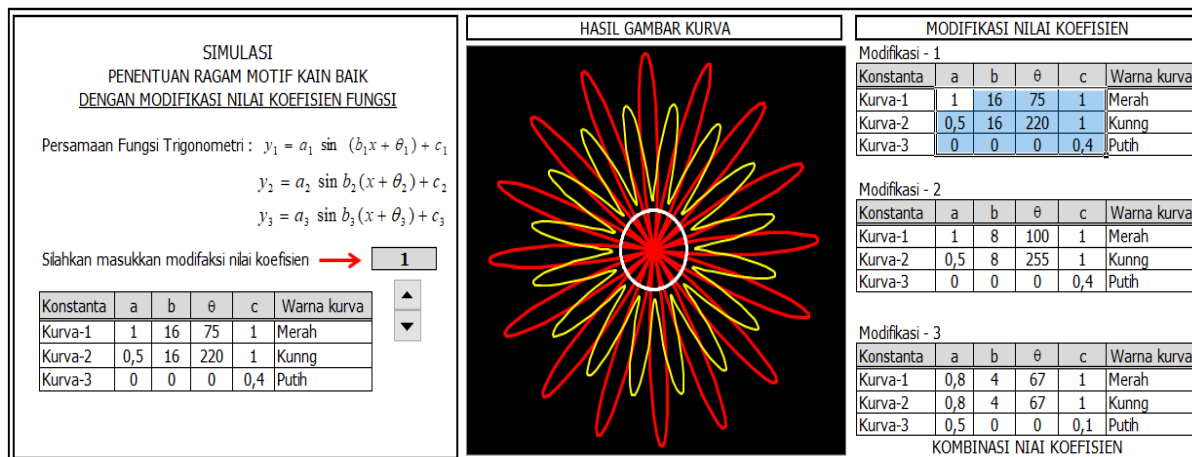 SIMULASI
PENENTUAN RAGAM MOTIF KAIN BAIK
DENGAN MODIFIKASI NILAI KOEFISIEN FUNGSI
Persamaan Fungsi Trigonometri : y₁ = a₁ sin (b₁x + θ₁) + c₁
y₂ = a₂ sin b₂(x + θ₂) + c₂
y₃ = a₃ sin b₃(x + θ₃) + c₃
Silahkan masukkan modifaksi nilai koefisien 1
Konstanta a b θ c Warna kurva
Kurva-1 1 16 75 1 Merah
Kurva-2 0,5 16 220 1 Kunng
Kurva-3 0 0 0 0,4 Putih
HASIL GAMBAR KURVA
MODIFIKASI NILAI KOEFISIEN
Modifikasi - 1
Konstanta a b θ c Warna kurva
Kurva-1 1 16 75 1 Merah
Kurva-2 0,5 16 220 1 Kunng
Kurva-3 0 0 0 0,4 Putih
Modifikasi - 2
Konstanta a b θ c Warna kurva
Kurva-1 1 8 100 1 Merah
Kurva-2 0,5 8 255 1 Kunng
Kurva-3 0 0 0 0,4 Putih
Modifikasi - 3
Konstanta a b θ c Warna kurva
Kurva-1 0,8 4 67 1 Merah
Kurva-2 0,8 4 67 1 Kunng
Kurva-3 0,5 0 0 0,1 Putih
KOMBINASI NIAI KOEFISIEN